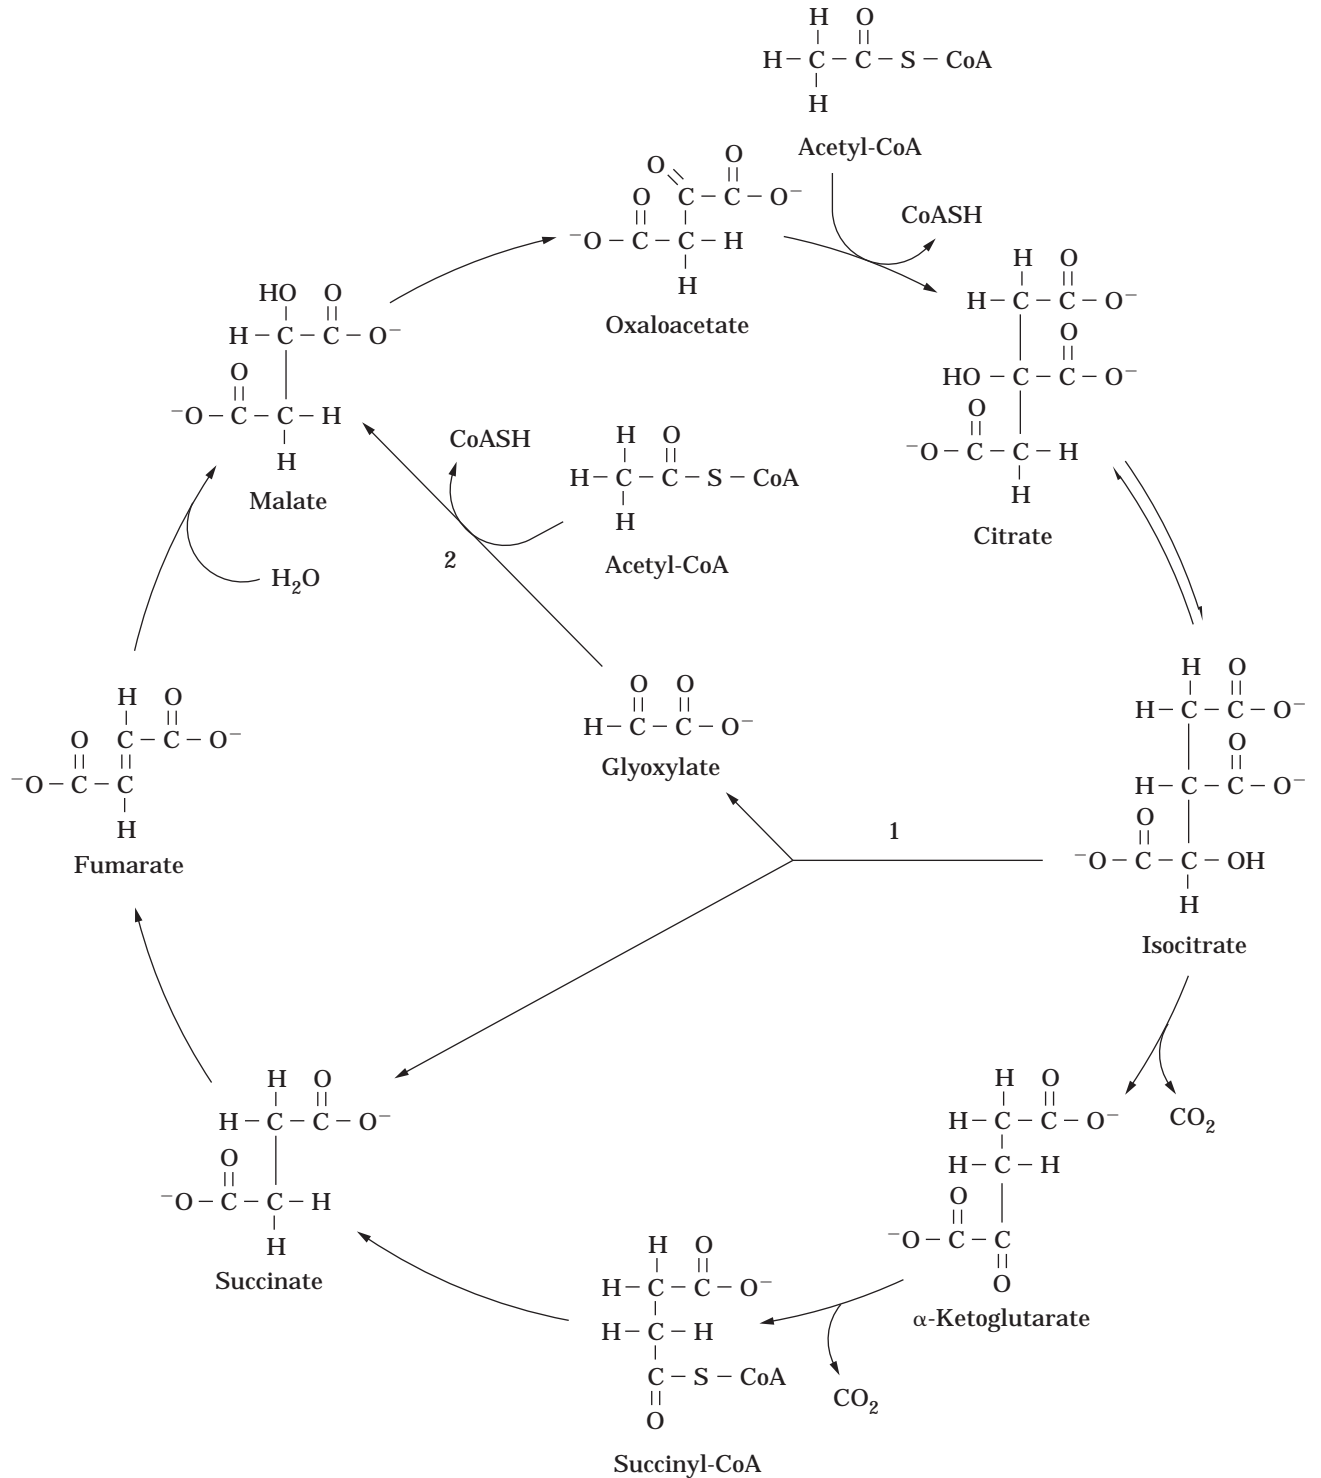 H O
H – C – C – S – CoA
H
Acetyl-CoA
CoASH
O O
O C – C – O⁻
⁻O – C – C – H
H
Oxaloacetate
H O
H – C – C – O⁻
O
HO – C – C – O⁻
O
⁻O – C – C – H
H
Citrate
HO O
H – C – C – O⁻
O
⁻O – C – C – H
H
Malate
CoASH
H O
H – C – C – S – CoA
H
Acetyl-CoA
2
H₂O
O O
H – C – C – O⁻
Glyoxylate
1
H O
H – C – C – O⁻
O
H – C – C – O⁻
O
⁻O – C – C – OH
H
Isocitrate
H O
O C – C – O⁻
⁻O – C – C
H
Fumarate
CO₂
H O
H – C – C – O⁻
H – C – H
O
⁻O – C – C
O
α-Ketoglutarate
CO₂
H O
H – C – C – O⁻
H – C – H
C – S – CoA
O
Succinyl-CoA
H O
H – C – C – O⁻
O
⁻O – C – C – H
H
Succinate